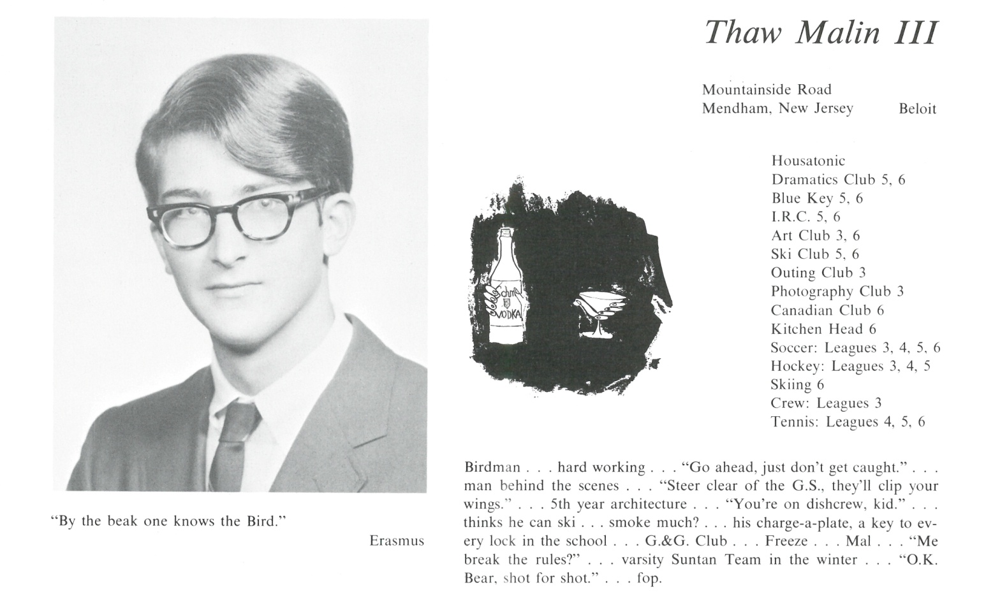 Thaw Malin III
Mountainside Road
Mendham, New Jersey Beloit
Housatonic
Dramatics Club 5, 6
Blue Key 5, 6
I.R.C. 5, 6
Art Club 3, 6
Ski Club 5, 6
Outing Club 3
Photography Club 3
Canadian Club 6
Kitchen Head 6
Soccer: Leagues 3, 4, 5, 6
Hockey: Leagues 3, 4, 5
Skiing 6
Crew: Leagues 3
Tennis: Leagues 4, 5, 6
VODKA
“By the beak one knows the Bird.”
Erasmus
Birdman . . . hard working . . . “Go ahead, just don’t get caught.” . . .
man behind the scenes . . . “Steer clear of the G.S., they’ll clip your
wings.” . . . 5th year architecture . . . “You’re on dishcrew, kid.” . . .
thinks he can ski . . . smoke much? . . . his charge-a-plate, a key to ev-
ery lock in the school . . . G.&G. Club . . . Freeze . . . Mal . . . “Me
break the rules?” . . . varsity Suntan Team in the winter . . . “O.K.
Bear, shot for shot.” . . . fop.